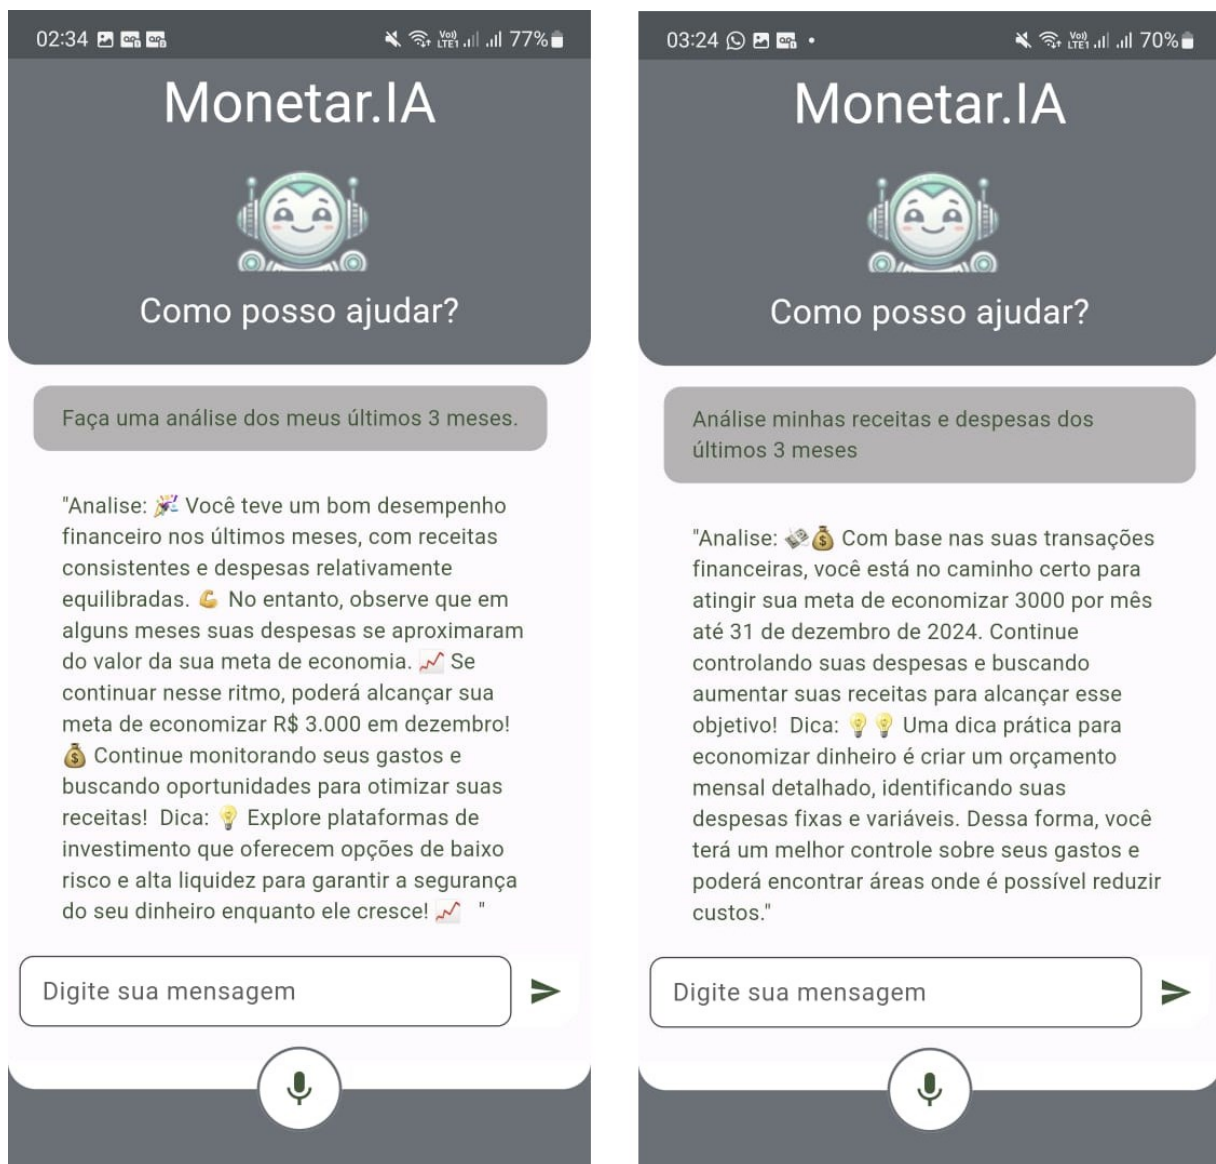 02:34
77%
Monetar.IA
Como posso ajudar?
Faça uma análise dos meus últimos 3 meses.
"Analise: 🎉 Você teve um bom desempenho
financeiro nos últimos meses, com receitas
consistentes e despesas relativamente
equilibradas. 💪 No entanto, observe que em
alguns meses suas despesas se aproximaram
do valor da sua meta de economia. 📈 Se
continuar nesse ritmo, poderá alcançar sua
meta de economizar R$ 3.000 em dezembro!
💰 Continue monitorando seus gastos e
buscando oportunidades para otimizar suas
receitas! Dica: 💡 Explore plataformas de
investimento que oferecem opções de baixo
risco e alta liquidez para garantir a segurança
do seu dinheiro enquanto ele cresce! 📈 "
Digite sua mensagem
03:24
70%
Monetar.IA
Como posso ajudar?
Análise minhas receitas e despesas dos
últimos 3 meses
"Analise: 💸💰 Com base nas suas transações
financeiras, você está no caminho certo para
atingir sua meta de economizar 3000 por mês
até 31 de dezembro de 2024. Continue
controlando suas despesas e buscando
aumentar suas receitas para alcançar esse
objetivo! Dica: 💡💡 Uma dica prática para
economizar dinheiro é criar um orçamento
mensal detalhado, identificando suas
despesas fixas e variáveis. Dessa forma, você
terá um melhor controle sobre seus gastos e
poderá encontrar áreas onde é possível reduzir
custos."
Digite sua mensagem